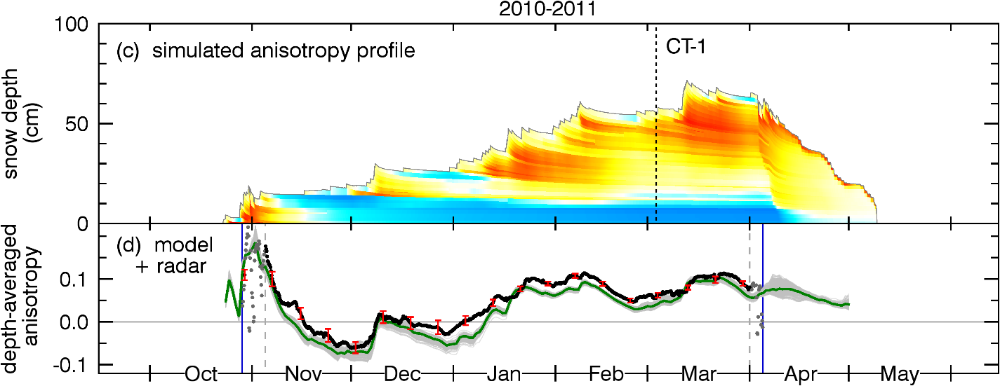 2010-2011
100
50
0
snow depth
(cm)
(c) simulated anisotropy profile
CT-1
(d) model
+ radar
0.1
0.0
-0.1
depth-averaged
anisotropy
Oct Nov Dec Jan Feb Mar Apr May